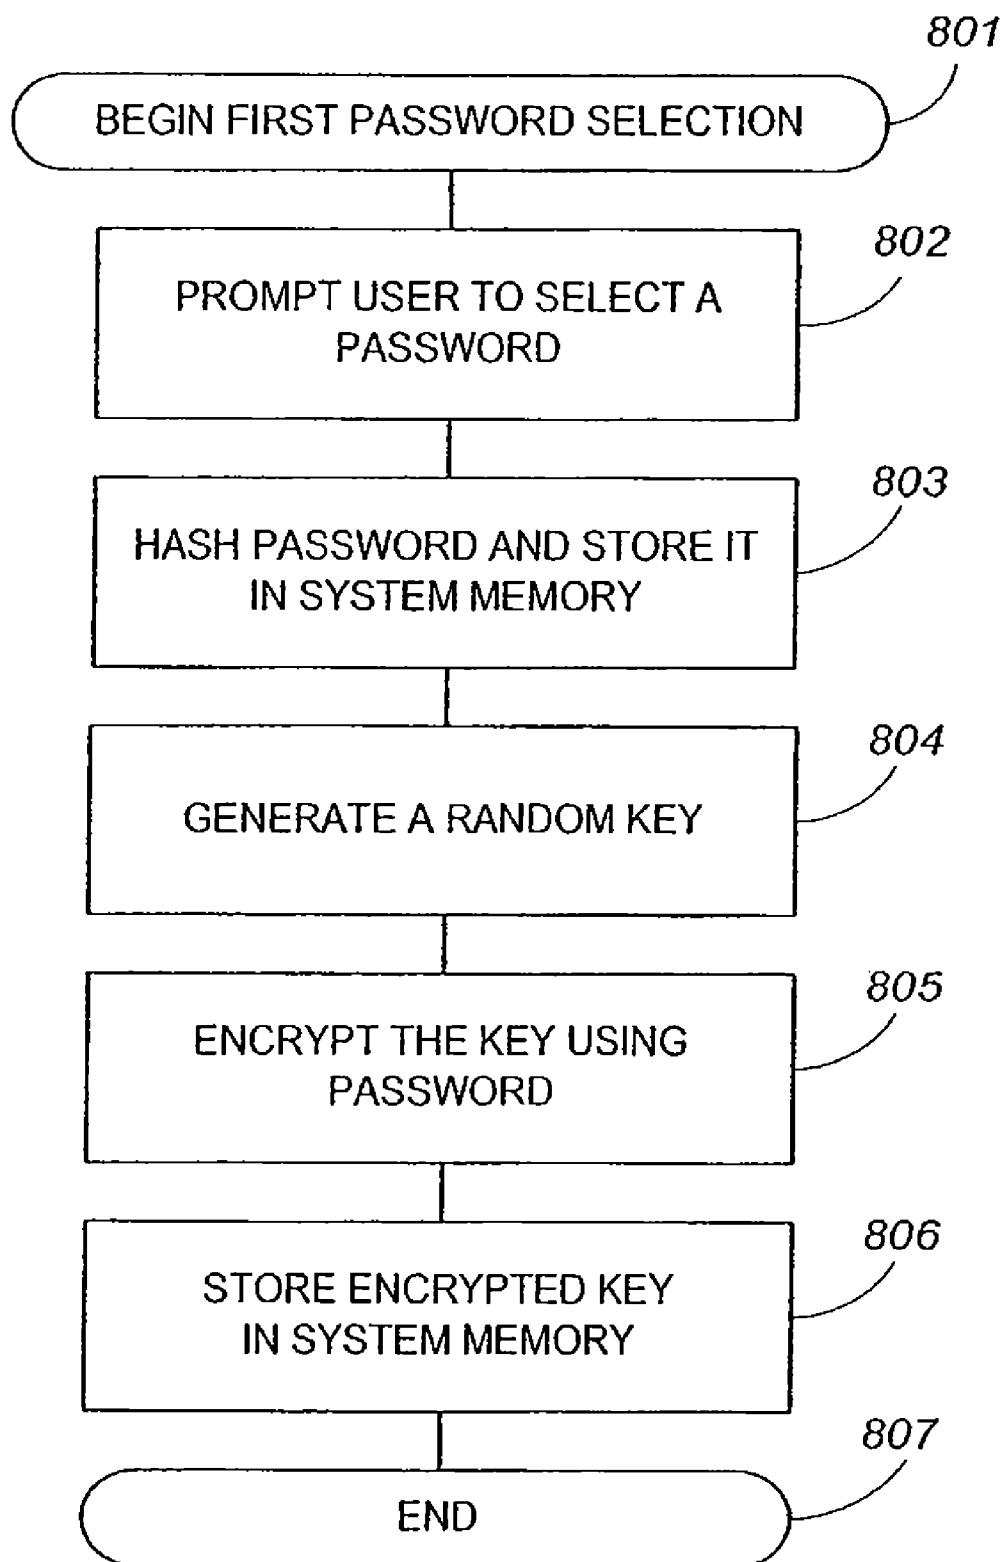 801
BEGIN FIRST PASSWORD SELECTION
802
PROMPT USER TO SELECT A
PASSWORD
803
HASH PASSWORD AND STORE IT
IN SYSTEM MEMORY
804
GENERATE A RANDOM KEY
805
ENCRYPT THE KEY USING
PASSWORD
806
STORE ENCRYPTED KEY
IN SYSTEM MEMORY
807
END